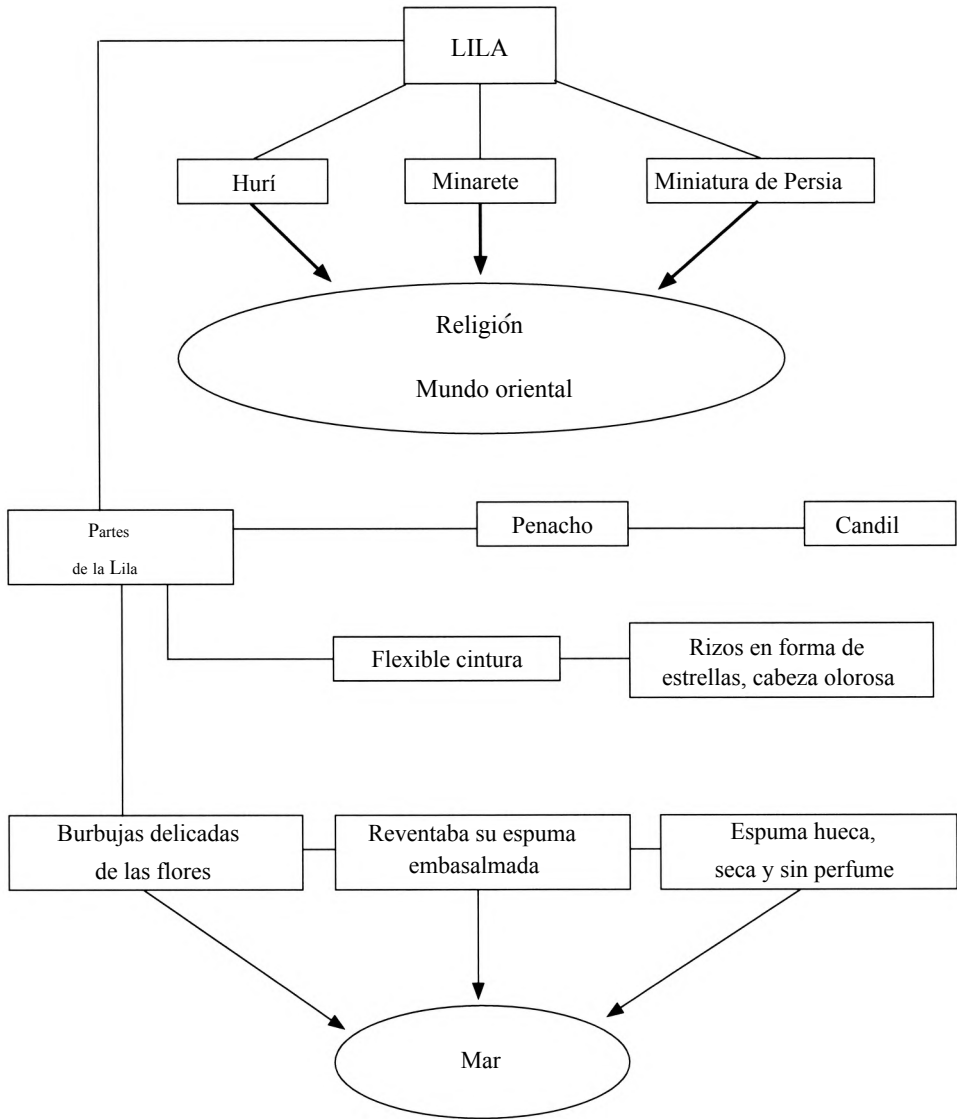 LILA
Hurí
Minarete
Miniatura de Persia
Religión
Mundo oriental
Partes
de la Lila
Penacho
Candil
Flexible cintura
Rizos en forma de
estrellas, cabeza olorosa
Burbujas delicadas
de las flores
Reventaba su espuma
embasalmada
Espuma hueca,
seca y sin perfume
Mar